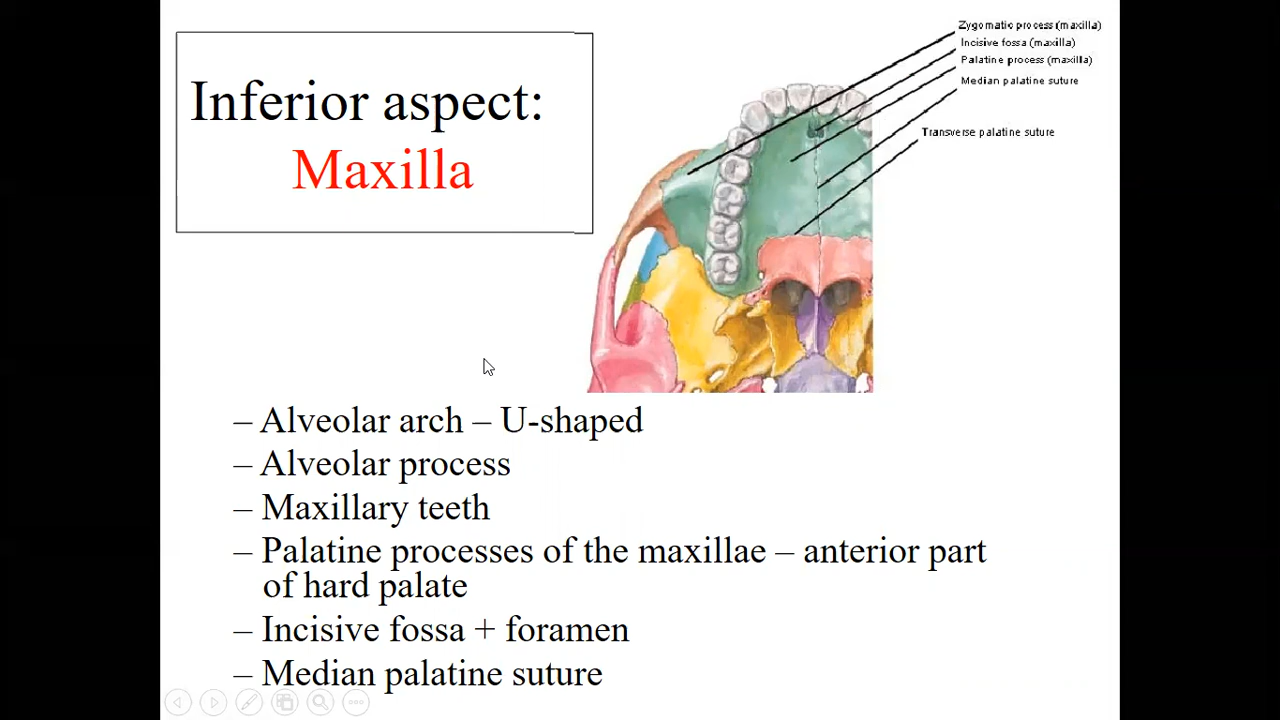 Inferior aspect:
Maxilla
Zygomatic process (maxilla)
Incisive fossa (maxilla)
Palatine process (maxilla)
Median palatine suture
Transverse palatine suture
– Alveolar arch – U-shaped
– Alveolar process
– Maxillary teeth
– Palatine processes of the maxillae – anterior part
of hard palate
– Incisive fossa + foramen
– Median palatine suture